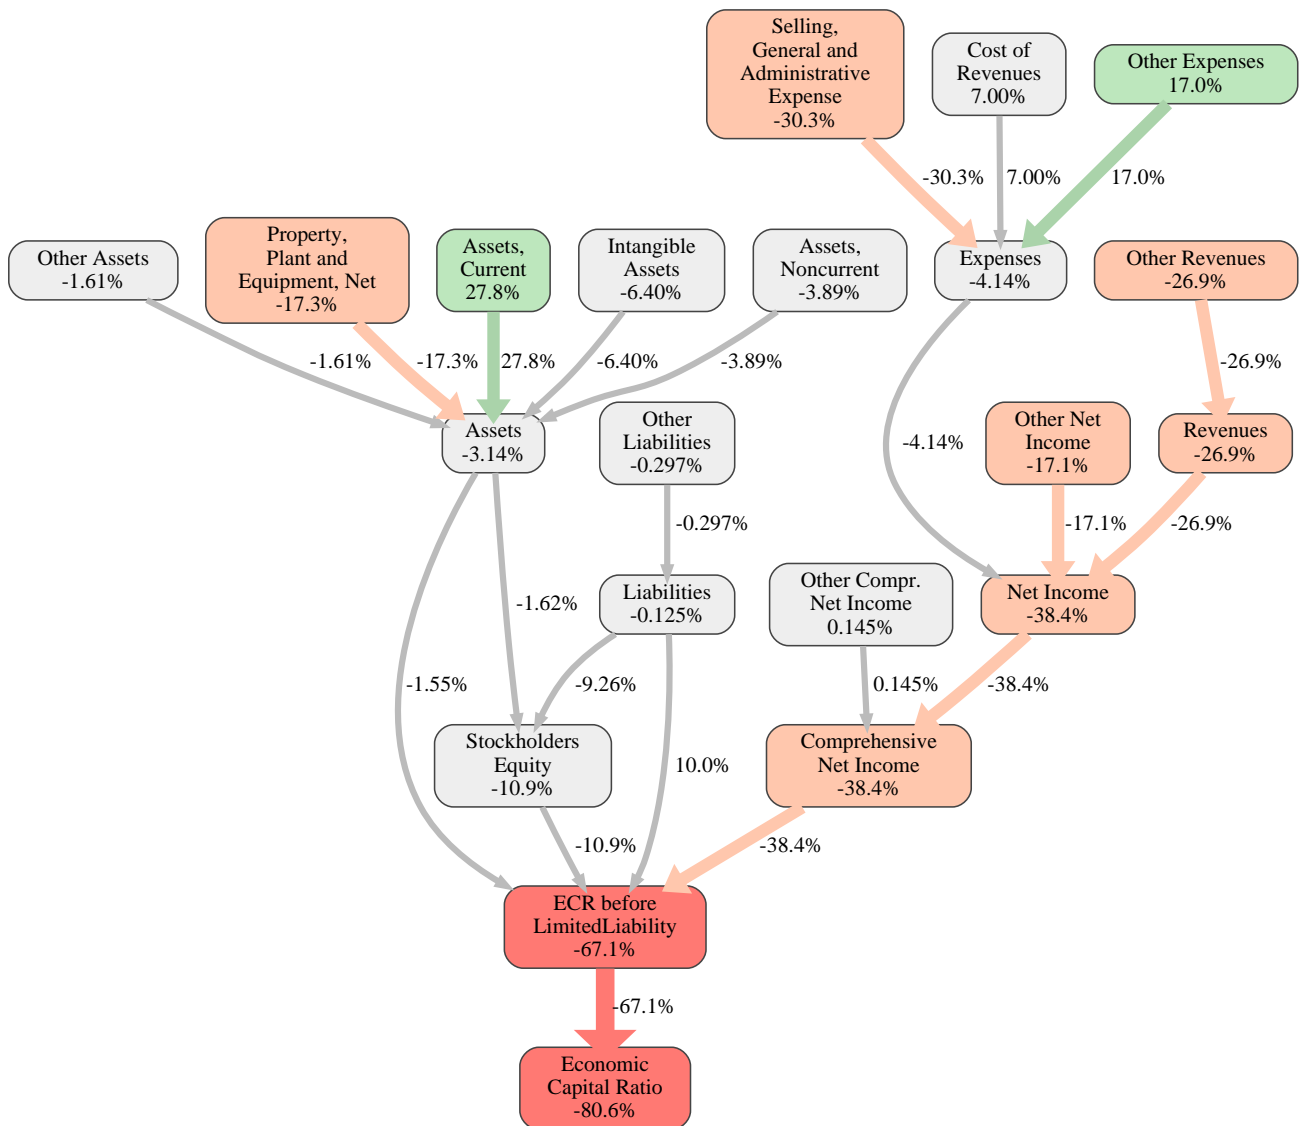 Selling,
General and
Administrative
Expense
-30.3%
Cost of
Revenues
7.00%
Other Expenses
17.0%
-30.3%
7.00%
17.0%
Other Assets
-1.61%
Property,
Plant and
Equipment, Net
-17.3%
Assets,
Current
27.8%
Intangible
Assets
-6.40%
Assets,
Noncurrent
-3.89%
Expenses
-4.14%
Other Revenues
-26.9%
-1.61%
-17.3%
27.8%
-6.40%
-3.89%
-26.9%
Assets
-3.14%
Other
Liabilities
-0.297%
-4.14%
Other Net
Income
-17.1%
Revenues
-26.9%
-0.297%
-17.1%
-26.9%
-1.62%
Liabilities
-0.125%
Other Compr.
Net Income
0.145%
Net Income
-38.4%
-1.55%
-9.26%
0.145%
-38.4%
Stockholders
Equity
-10.9%
10.0%
Comprehensive
Net Income
-38.4%
-10.9%
-38.4%
ECR before
LimitedLiability
-67.1%
-67.1%
Economic
Capital Ratio
-80.6%